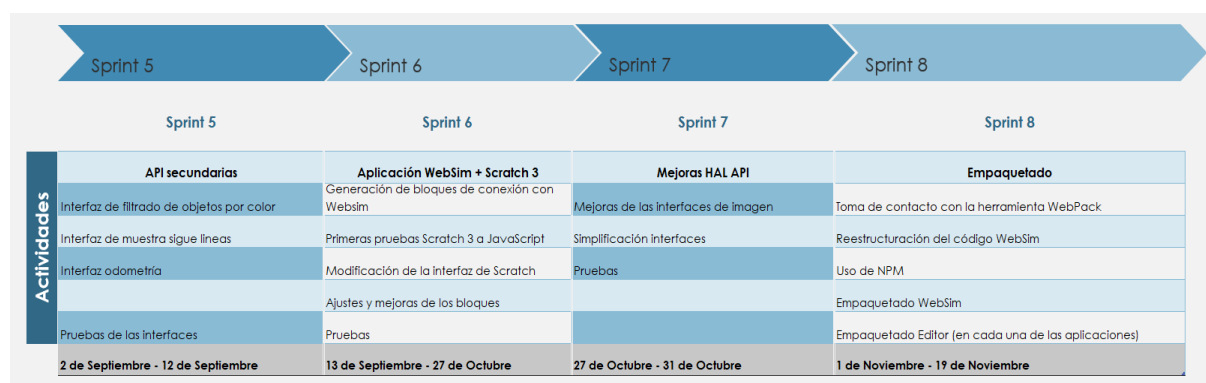 Sprint 5
Sprint 6
Sprint 7
Sprint 8
Sprint 5
Sprint 6
Sprint 7
Sprint 8
Actividades
API secundarias
Aplicación WebSim + Scratch 3
Mejoras HAL API
Empaquetado
Interfaz de filtrado de objetos por color
Generación de bloques de conexión con
Websim
Mejoras de las interfaces de imagen
Toma de contacto con la herramienta WebPack
Interfaz de muestra sigue lineas
Primeras pruebas Scratch 3 a JavaScript
Simplificación interfaces
Reestructuración del código WebSim
Interfaz odometría
Modificación de la interfaz de Scratch
Pruebas
Uso de NPM
Ajustes y mejoras de los bloques
Empaquetado WebSim
Pruebas de las interfaces
Pruebas
Empaquetado Editor (en cada una de las aplicaciones)
2 de Septiembre - 12 de Septiembre
13 de Septiembre - 27 de Octubre
27 de Octubre - 31 de Octubre
1 de Noviembre - 19 de Noviembre